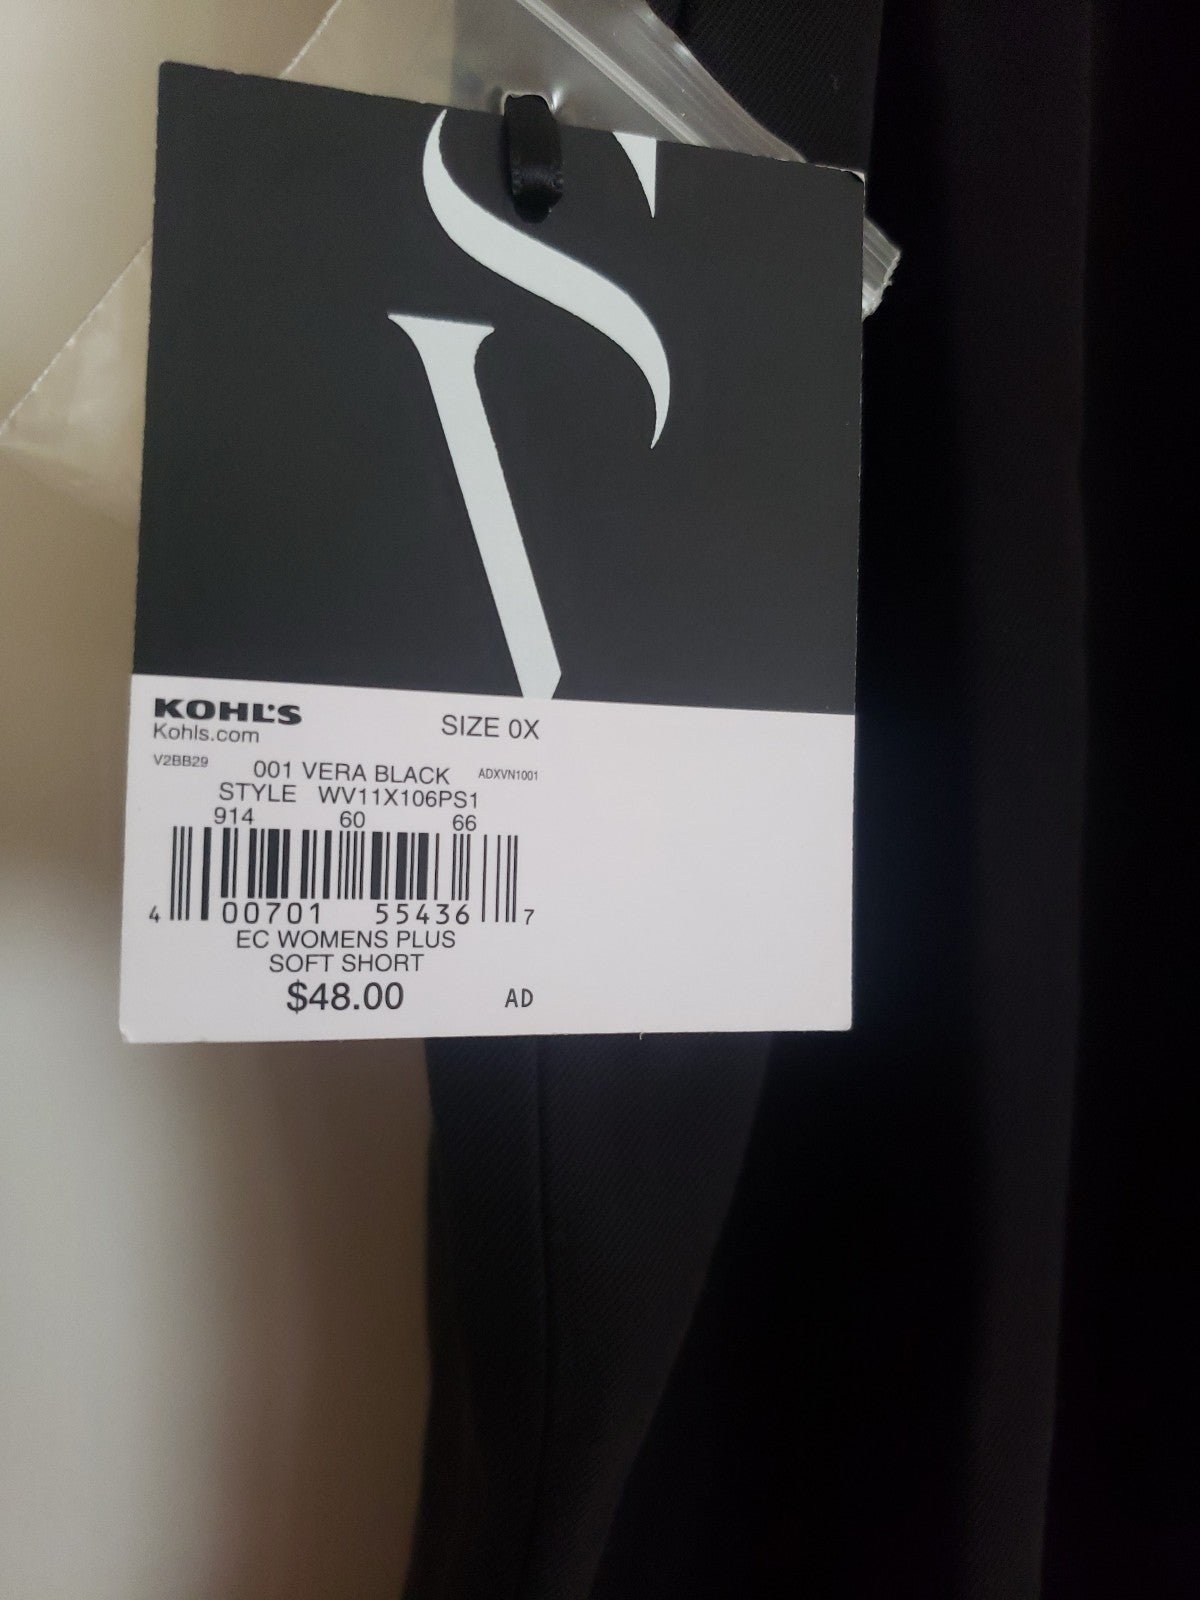 S
V
KOHL'S
SIZE 0X
Kohls.com
V2BB29
001 VERA BLACK
ADXVN1001
STYLE WV11X106PS1
914 60 66
4 00701 55436 7
EC WOMENS PLUS
SOFT SHORT
$48.00 AD